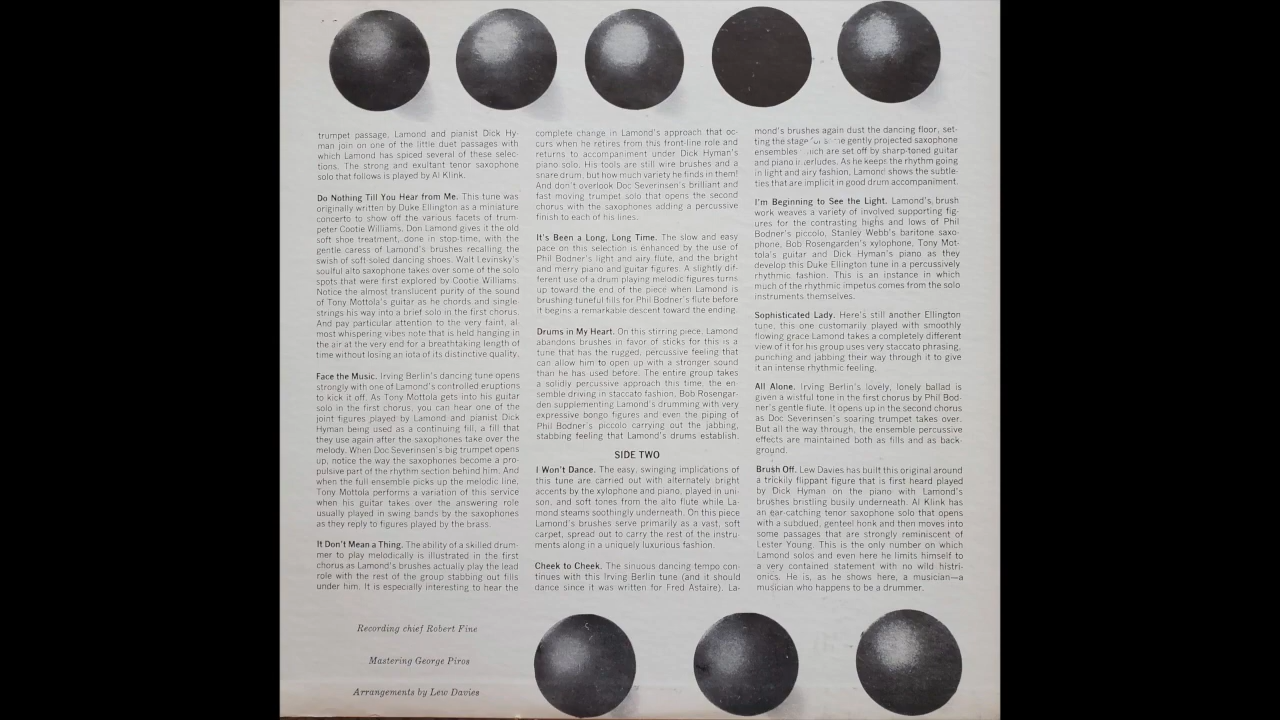 trumpet passage. Lamond and pianist Dick Hy-
man join on one of the little duet passages with
which Lamond has spiced several of these selec-
tions. The strong and exultant tenor saxophone
solo that follows is played by Al Klink.
Do Nothing Till You Hear from Me. This tune was
originally written by Duke Ellington as a miniature
concerto to show off the various facets of trum-
peter Cootie Williams. Don Lamond gives it the old
soft shoe treatment, done in stop-time, with the
gentle caress of Lamond's brushes recalling the
swish of soft-soled dancing shoes. Walt Levinsky's
soulful alto saxophone takes over some of the solo
spots that were first explored by Cootie Williams.
Notice the almost translucent purity of the sound
of Tony Mottola's guitar as he chords and single-
strings his way into a brief solo in the first chorus.
And pay particular attention to the very faint, al-
most whispering vibes note that is held hanging in
the air at the very end for a breathtaking length of
time without losing an iota of its distinctive quality.
Face the Music. Irving Berlin's dancing tune opens
strongly with one of Lamond's controlled eruptions
to kick it off. As Tony Mottola gets into his guitar
solo in the first chorus, you can hear one of the
joint figures played by Lamond and pianist Dick
Hyman being used as a continuing fill, a fill that
they use again after the saxophones take over the
melody. When Doc Severinsen's big trumpet opens
up, notice the way the saxophones become a pro-
pulsive part of the rhythm section behind him. And
when the full ensemble picks up the melodic line,
Tony Mottola performs a variation of this service
when his guitar takes over the answering role
usually played in swing bands by the saxophones
as they reply to figures played by the brass.
It Don't Mean a Thing. The ability of a skilled drum-
mer to play melodically is illustrated in the first
chorus as Lamond's brushes actually play the lead
role with the rest of the group stabbing out fills
under him. It is especially interesting to hear the
complete change in Lamond's approach that oc-
curs when he retires from this front-line role and
returns to accompaniment under Dick Hyman's
piano solo. His tools are still wire brushes and a
snare drum, but how much variety he finds in them!
And don't overlook Doc Severinsen's brilliant and
fast moving trumpet solo that opens the second
chorus with the saxophones adding a percussive
finish to each of his lines.
It's Been a Long, Long Time. The slow and easy
pace on this selection is enhanced by the use of
Phil Bodner's light and airy flute, and the bright
and merry piano and guitar figures. A slightly dif-
ferent use of a drum playing melodic figures turns
up toward the end of the piece when Lamond is
brushing tuneful fills for Phil Bodner's flute before
it begins a remarkable descent toward the ending.
Drums in My Heart. On this stirring piece, Lamond
abandons brushes in favor of sticks for this is a
tune that has the rugged, percussive feeling that
can allow him to open up with a stronger sound
than he has used before. The entire group takes
a solidly percussive approach this time, the en-
semble driving in staccato fashion, Bob Rosengar-
den supplementing Lamond's drumming with very
expressive bongo figures and even the piping of
Phil Bodner's piccolo carrying out the jabbing,
stabbing feeling that Lamond's drums establish.
SIDE TWO
I Won't Dance. The easy, swinging implications of
this tune are carried out with alternately bright
accents by the xylophone and piano, played in uni-
son, and soft tones from the alto flute while La-
mond steams soothingly underneath. On this piece
Lamond's brushes serve primarily as a vast, soft
carpet, spread out to carry the rest of the instru-
ments along in a uniquely luxurious fashion.
Cheek to Cheek. The sinuous dancing tempo con-
tinues with this Irving Berlin tune (and it should
dance since it was written for Fred Astaire). La-
mond's brushes again dust the dancing floor, set-
ting the stage gently projected saxophone
ensembles which are set off by sharp-toned guitar
and piano interludes. As he keeps the rhythm going
in light and airy fashion, Lamond shows the subtle-
ties that are implicit in good drum accompaniment.
I'm Beginning to See the Light. Lamond's brush
work weaves a variety of involved supporting fig-
ures for the contrasting highs and lows of Phil
Bodner's piccolo, Stanley Webb's baritone saxo-
phone, Bob Rosengarden's xylophone, Tony Mot-
tola's guitar and Dick Hyman's piano as they
develop this Duke Ellington tune in a percussively
rhythmic fashion. This is an instance in which
much of the rhythmic impetus comes from the solo
instruments themselves.
Sophisticated Lady. Here's still another Ellington
tune, this one customarily played with smoothly
flowing grace Lamond takes a completely different
view of it for his group uses very staccato phrasing,
punching and jabbing their way through it to give
it an intense rhythmic feeling.
All Alone. Irving Berlin's lovely, lonely ballad is
given a wistful tone in the first chorus by Phil Bod-
ner's gentle flute. It opens up in the second chorus
as Doc Severinsen's soaring trumpet takes over.
But all the way through, the ensemble percussive
effects are maintained both as fills and as back-
ground.
Brush Off. Lew Davies has built this original around
a trickily flippant figure that is first heard played
by Dick Hyman on the piano with Lamond's
brushes bristling busily underneath. Al Klink has
an ear-catching tenor saxophone solo that opens
with a subdued, genteel honk and then moves into
some passages that are strongly reminiscent of
Lester Young. This is the only number on which
Lamond solos and even here he limits himself to
a very contained statement with no wild histri-
onics. He is, as he shows here, a musician—a
musician who happens to be a drummer.
Recording chief Robert Fine
Mastering George Piros
Arrangements by Lew Davies